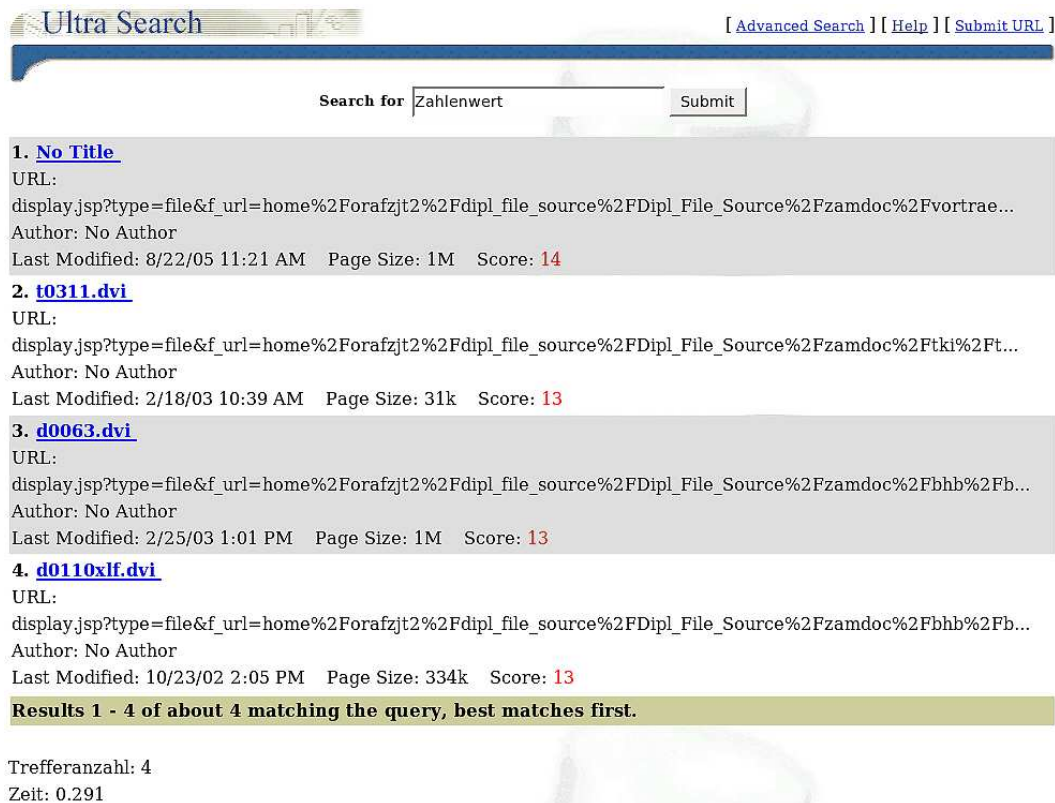 Ultra Search [ Advanced Search ] [ Help ] [ Submit URL ]
Search for Zahlenwert Submit
1. No Title
URL:
display.jsp?type=file&f_url=home%2Forafzjt2%2Fdipl_file_source%2FDipl_File_Source%2Fzamdoc%2Fvortrae...
Author: No Author
Last Modified: 8/22/05 11:21 AM Page Size: 1M Score: 14
2. t0311.dvi
URL:
display.jsp?type=file&f_url=home%2Forafzjt2%2Fdipl_file_source%2FDipl_File_Source%2Fzamdoc%2Ftki%2Ft...
Author: No Author
Last Modified: 2/18/03 10:39 AM Page Size: 31k Score: 13
3. d0063.dvi
URL:
display.jsp?type=file&f_url=home%2Forafzjt2%2Fdipl_file_source%2FDipl_File_Source%2Fzamdoc%2Fbhb%2Fb...
Author: No Author
Last Modified: 2/25/03 1:01 PM Page Size: 1M Score: 13
4. d0110xlf.dvi
URL:
display.jsp?type=file&f_url=home%2Forafzjt2%2Fdipl_file_source%2FDipl_File_Source%2Fzamdoc%2Fbhb%2Fb...
Author: No Author
Last Modified: 10/23/02 2:05 PM Page Size: 334k Score: 13
Results 1 - 4 of about 4 matching the query, best matches first.
Trefferanzahl: 4
Zeit: 0.291